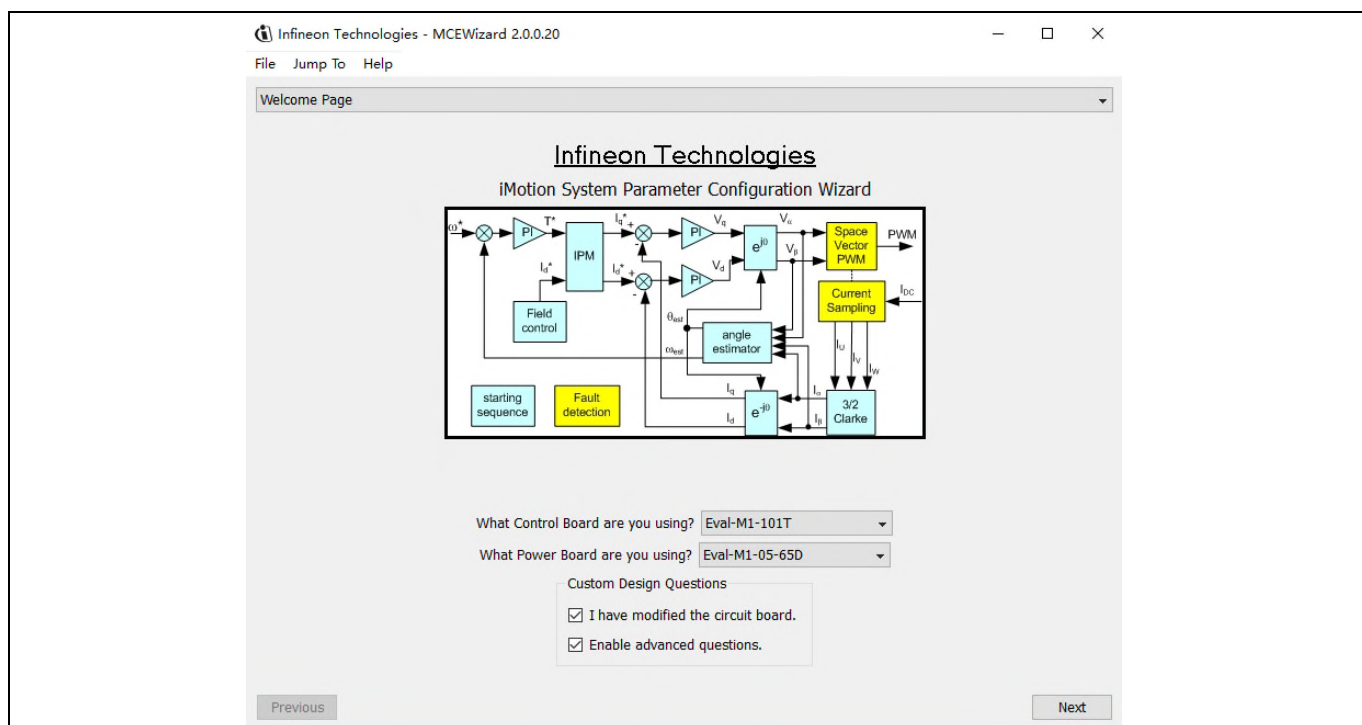 Infineon Technologies - MCEWizard 2.0.0.20
File Jump To Help
Welcome Page
Infineon Technologies
iMotion System Parameter Configuration Wizard
ω* PI T* Iq* + - PI Vq Vα Space Vector PWM PWM
IPM
ejθ
Vβ
Id* Id* + - PI Vd
Current Sampling IDC
Field control
θest
angle estimator
ωest
IU IV IW
starting sequence
Fault detection
Iq
Id
e-jθ
Iα
Iβ
3/2 Clarke
What Control Board are you using? Eval-M1-101T
What Power Board are you using? Eval-M1-05-65D
Custom Design Questions
I have modified the circuit board.
Enable advanced questions.
Previous Next